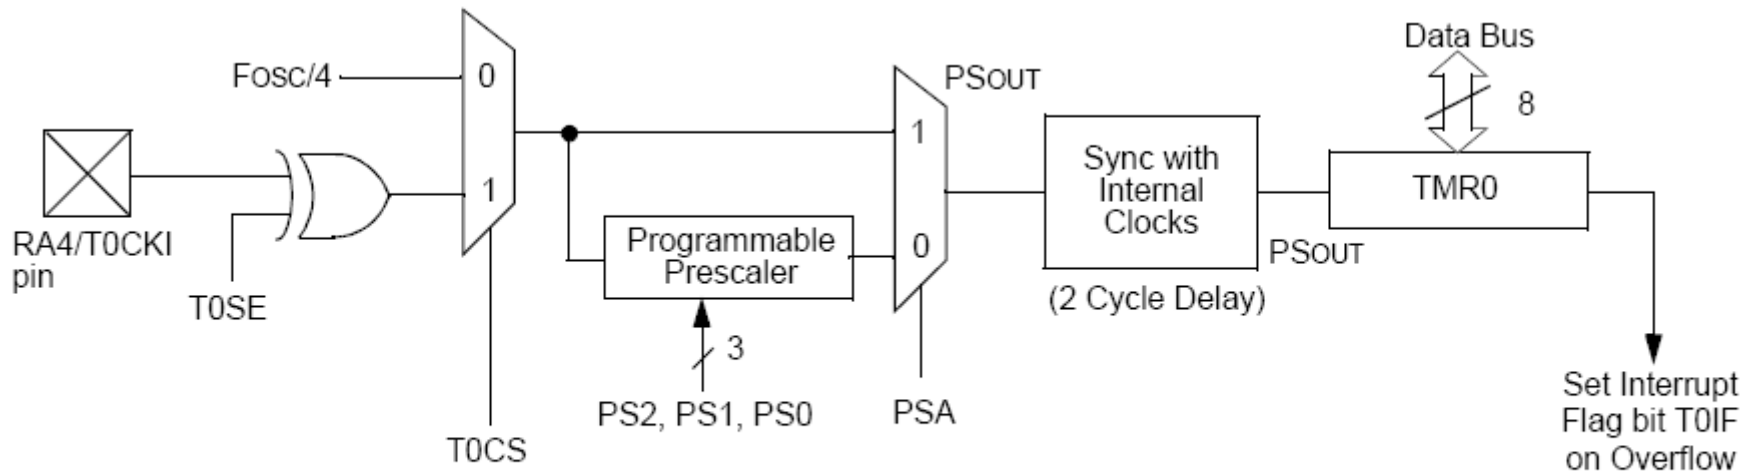 Data Bus
8
FOSC/4
0
PSOUT
1
RA4/T0CKI
pin
T0SE
1
T0CS
Programmable
Prescaler
3
PS2, PS1, PS0
0
PSA
Sync with
Internal
Clocks
(2 Cycle Delay)
PSOUT
TMR0
Set Interrupt
Flag bit T0IF
on Overflow